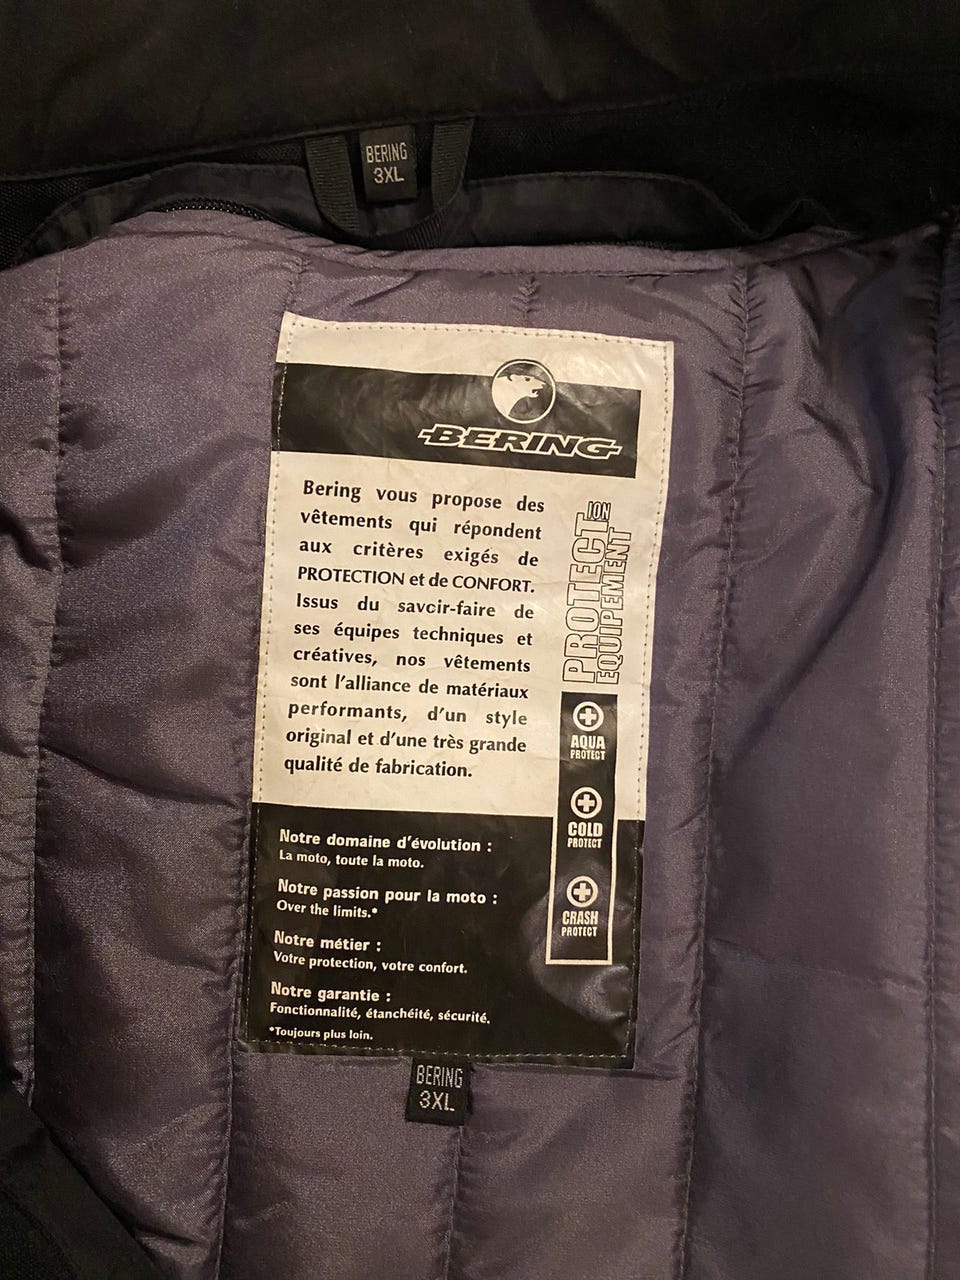 BERING
3XL
BERING
Bering vous propose des
vêtements qui répondent
aux critères exigés de
PROTECTION et de CONFORT.
Issus du savoir-faire de
ses équipes techniques et
créatives, nos vêtements
sont l'alliance de matériaux
performants, d'un style
original et d'une très grande
qualité de fabrication.
PROTECTION
EQUIPEMENT
AQUA
PROTECT
COLD
PROTECT
CRASH
PROTECT
Notre domaine d'évolution :
La moto, toute la moto.
Notre passion pour la moto :
Over the limits.*
Notre métier :
Votre protection, votre confort.
Notre garantie :
Fonctionnalité, étanchéité, sécurité.
*Toujours plus loin.
BERING
3XL